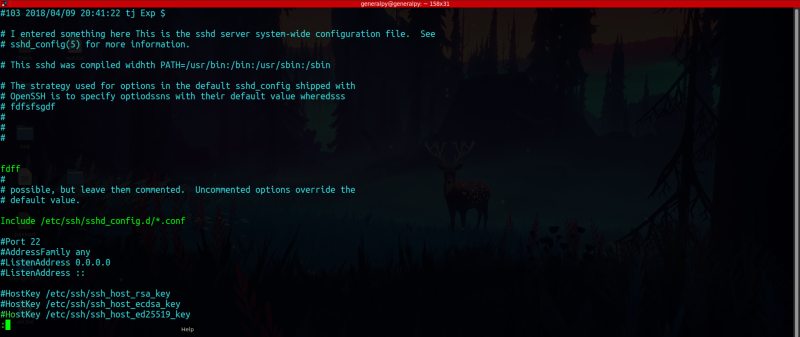 generalpy@generalpy: ~ 158x31
#103 2018/04/09 20:41:22 tj Exp $
# I entered something here This is the sshd server system-wide configuration file.  See
# sshd_config(5) for more information.
# This sshd was compiled widhth PATH=/usr/bin:/bin:/usr/sbin:/sbin
# The strategy used for options in the default sshd_config shipped with
# OpenSSH is to specify optiodssns with their default value wheredsss
# fdfsfsgdf
#
#
#
fdff
#
# possible, but leave them commented.  Uncommented options override the
# default value.
Include /etc/ssh/sshd_config.d/*.conf
#Port 22
#AddressFamily any
#ListenAddress 0.0.0.0
#ListenAddress ::
#HostKey /etc/ssh/ssh_host_rsa_key
#HostKey /etc/ssh/ssh_host_ecdsa_key
#HostKey /etc/ssh/ssh_host_ed25519_key
:
Help